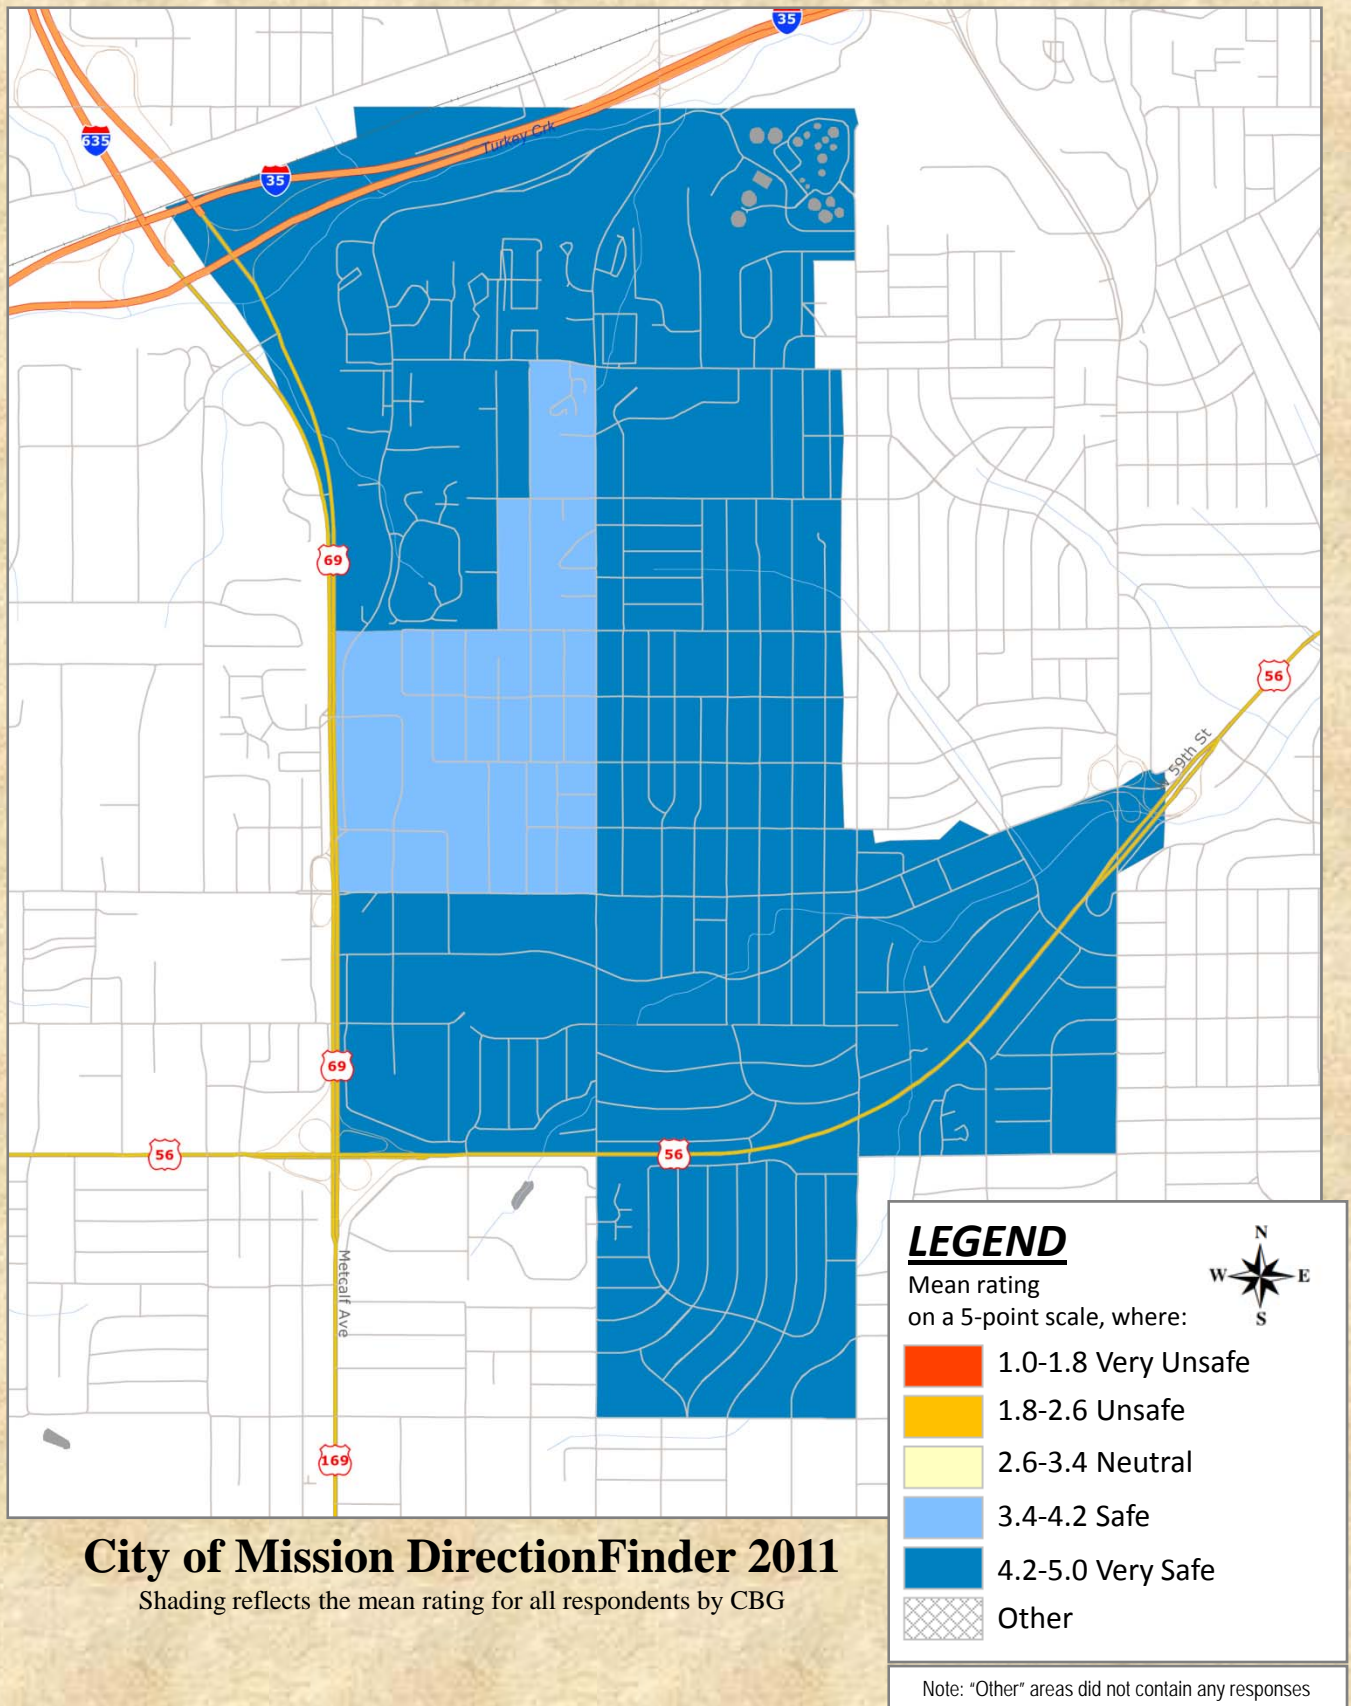 35
635
35
Turkey Crk
69
56
W 59th St
69
56
56
Metcalf Ave
169
LEGEND
Mean rating
on a 5-point scale, where:
N
W E
S
1.0-1.8 Very Unsafe
1.8-2.6 Unsafe
2.6-3.4 Neutral
3.4-4.2 Safe
4.2-5.0 Very Safe
Other
City of Mission DirectionFinder 2011
Shading reflects the mean rating for all respondents by CBG
Note: "Other" areas did not contain any responses